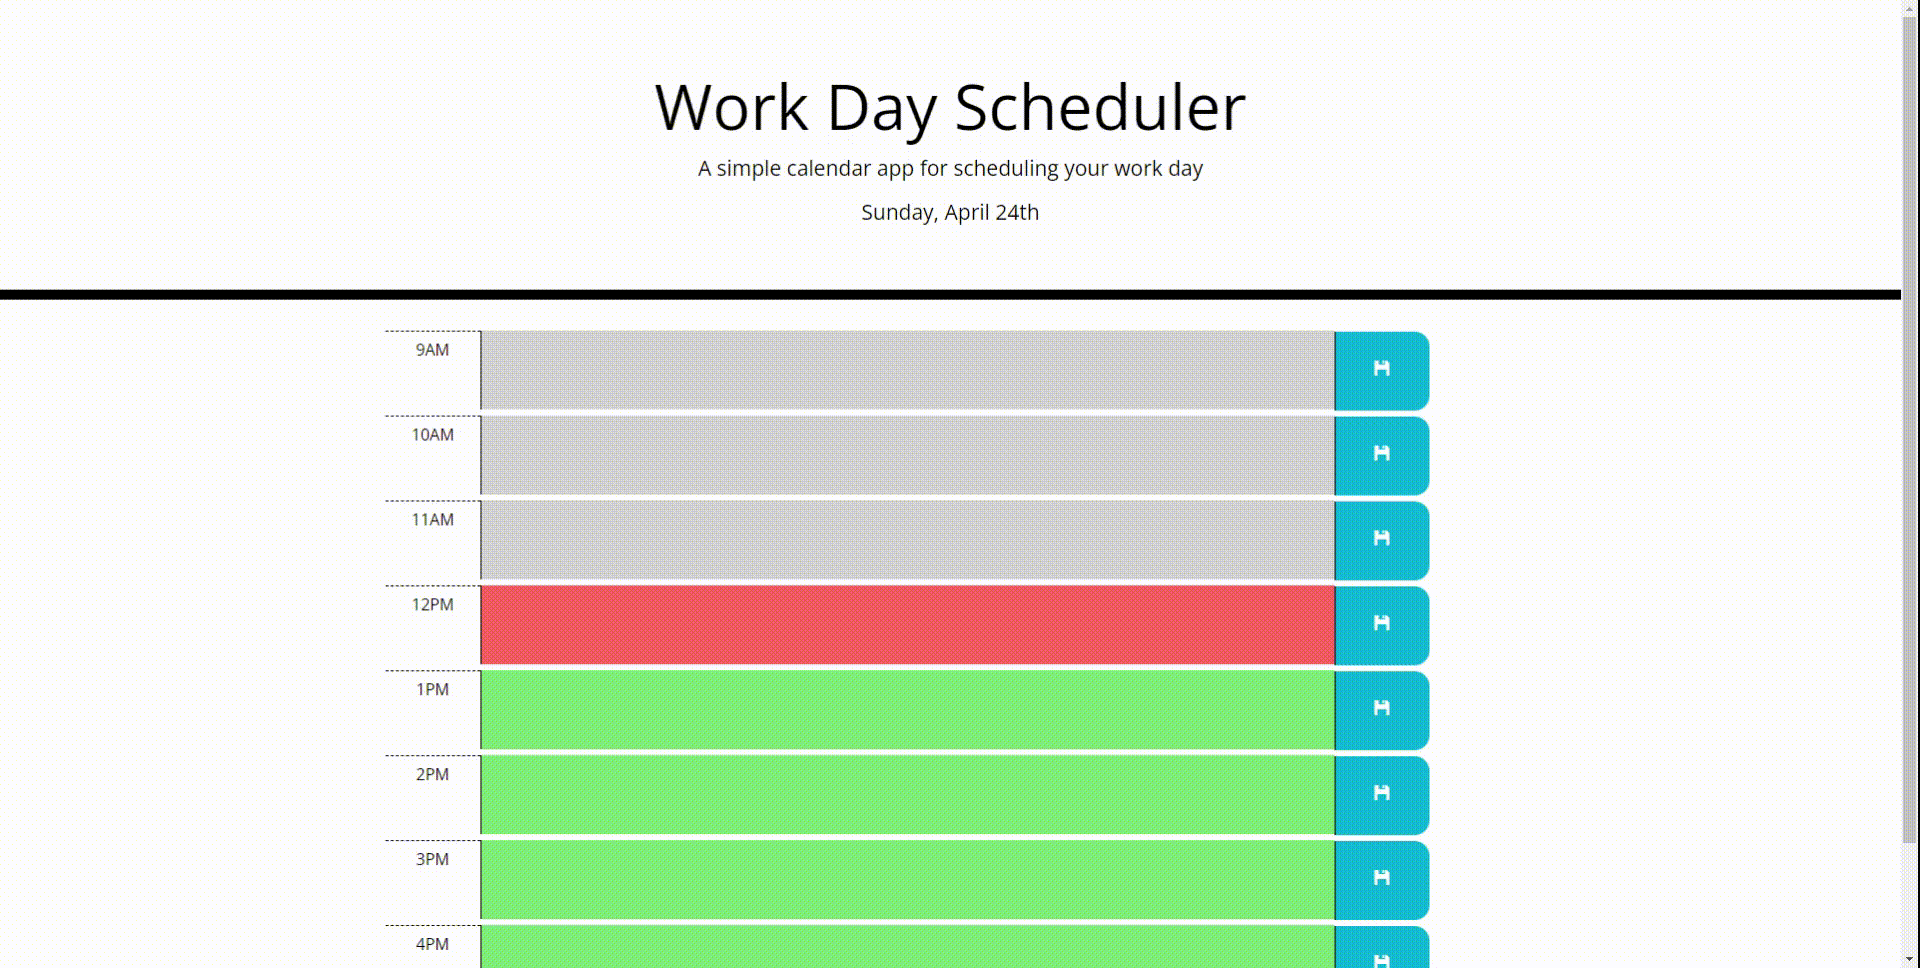 Work Day Scheduler
A simple calendar app for scheduling your work day
Sunday, April 24th
9AM
10AM
11AM
12PM
1PM
2PM
3PM
4PM